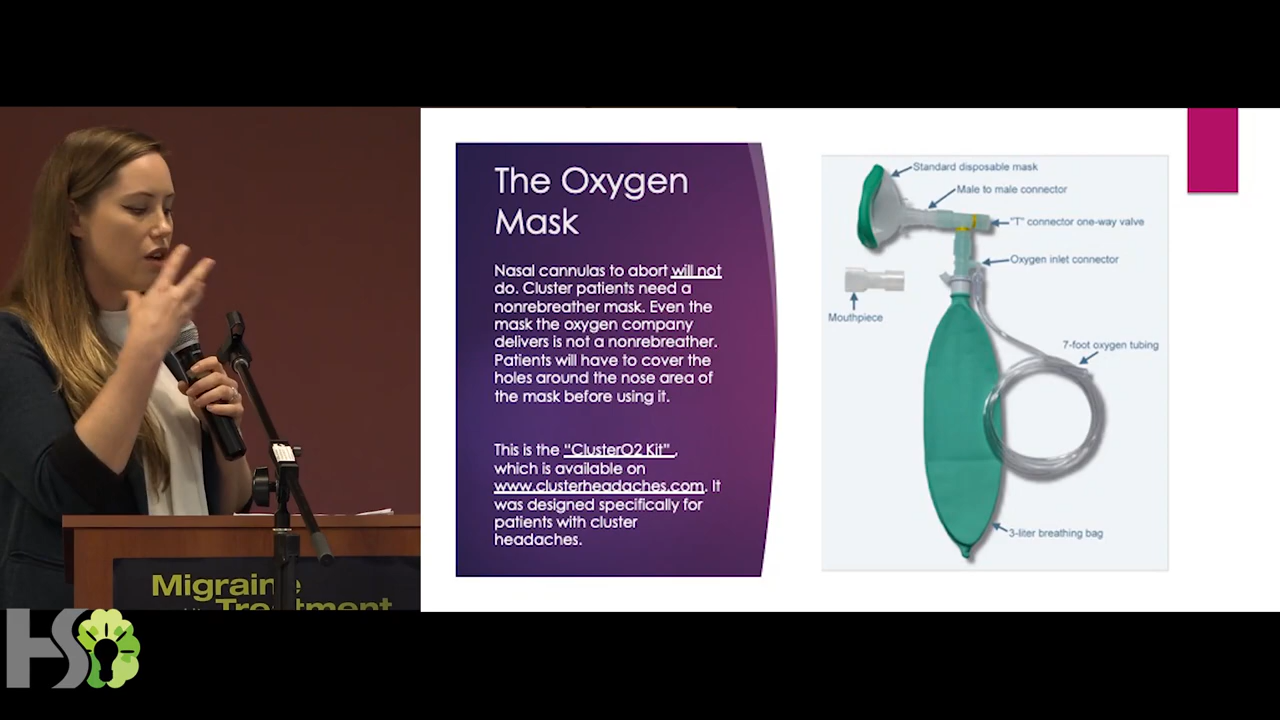 The Oxygen
Mask
Nasal cannulas to abort will not
do. Cluster patients need a
nonrebreather mask. Even the
mask the oxygen company
delivers is not a nonrebreather.
Patients will have to cover the
holes around the nose area of
the mask before using it.
This is the "ClusterO2 Kit",
which is available on
www.clusterheadaches.com. It
was designed specifically for
patients with cluster
headaches.
Standard disposable mask
Male to male connector
"T" connector one-way valve
Oxygen inlet connector
Mouthpiece
7-foot oxygen tubing
3-liter breathing bag
Migraine
Treatment
HS